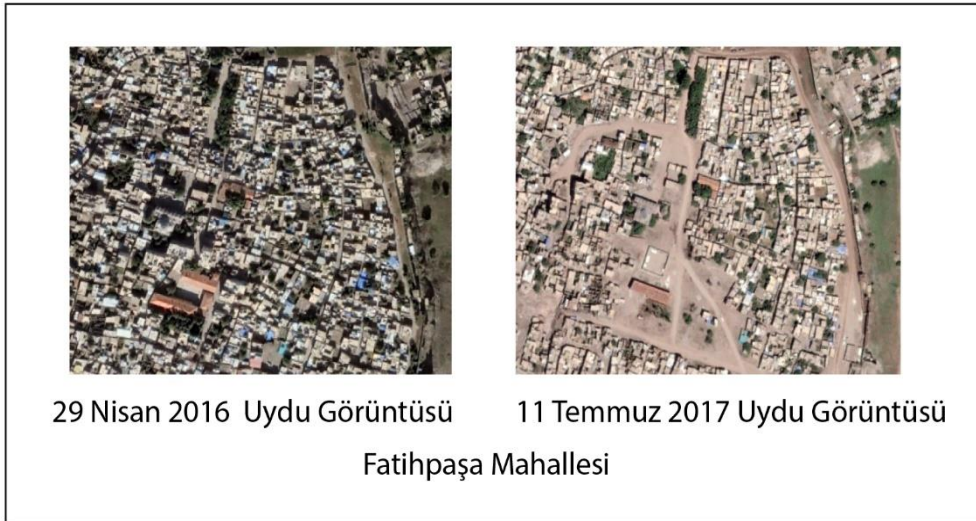 29 Nisan 2016 Uydu Görüntüsü
11 Temmuz 2017 Uydu Görüntüsü
Fatihpaşa Mahallesi